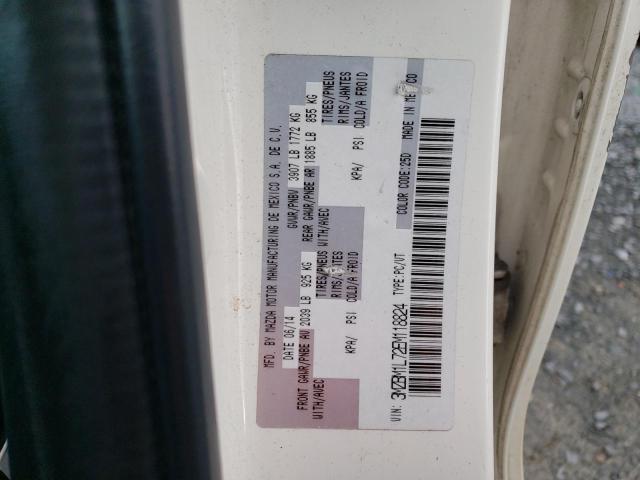 MFD. BY MAZDA MOTOR MANUFACTURING DE MEXICO S.A. DE C.V.
DATE 06/14 GVWR/PNBV 3907 LB 1772 KG
FRONT GAWR/PNBE AV 2039 LB 925 KG REAR GAWR/PNBE AR 1885 LB 855 KG
WITH/AVEC TIRES/PNEUS WITH/AVEC TIRES/PNEUS
RIMS/JANTES RIMS/JANTES
KPA/ PSI COLD/A FROID KPA/ PSI COLD/A FROID
VIN: 3MZBM1L72EM118824 TYPE:PC/VT COLOR CODE:25D MADE IN MEXICO